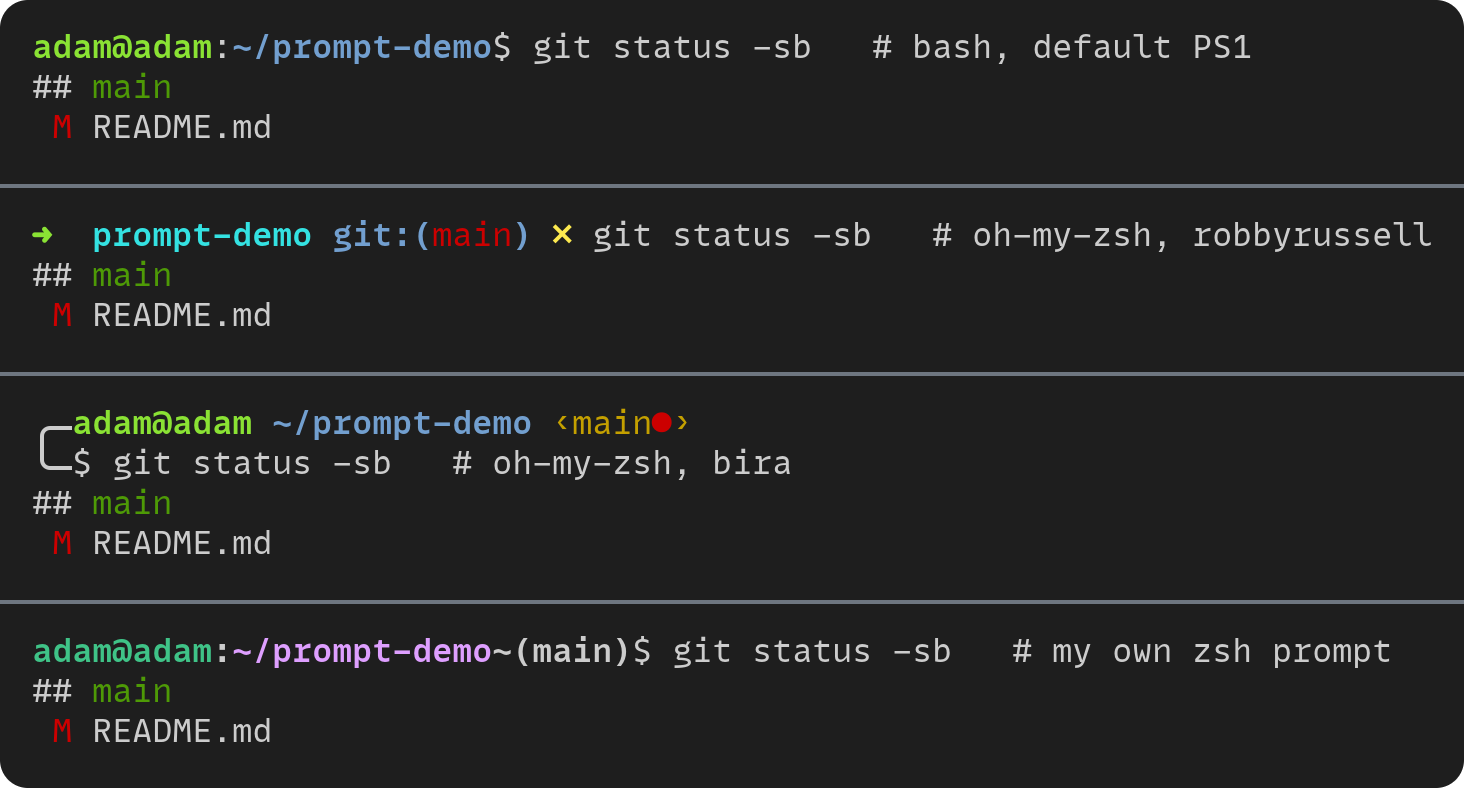 adam@adam:~/prompt-demo$ git status -sb   # bash, default PS1
## main
 M README.md
➜  prompt-demo git:(main) ✗ git status -sb   # oh-my-zsh, robbyrussell
## main
 M README.md
╭─adam@adam ~/prompt-demo ‹main●›
╰─$ git status -sb   # oh-my-zsh, bira
## main
 M README.md
adam@adam:~/prompt-demo~(main)$ git status -sb   # my own zsh prompt
## main
 M README.md